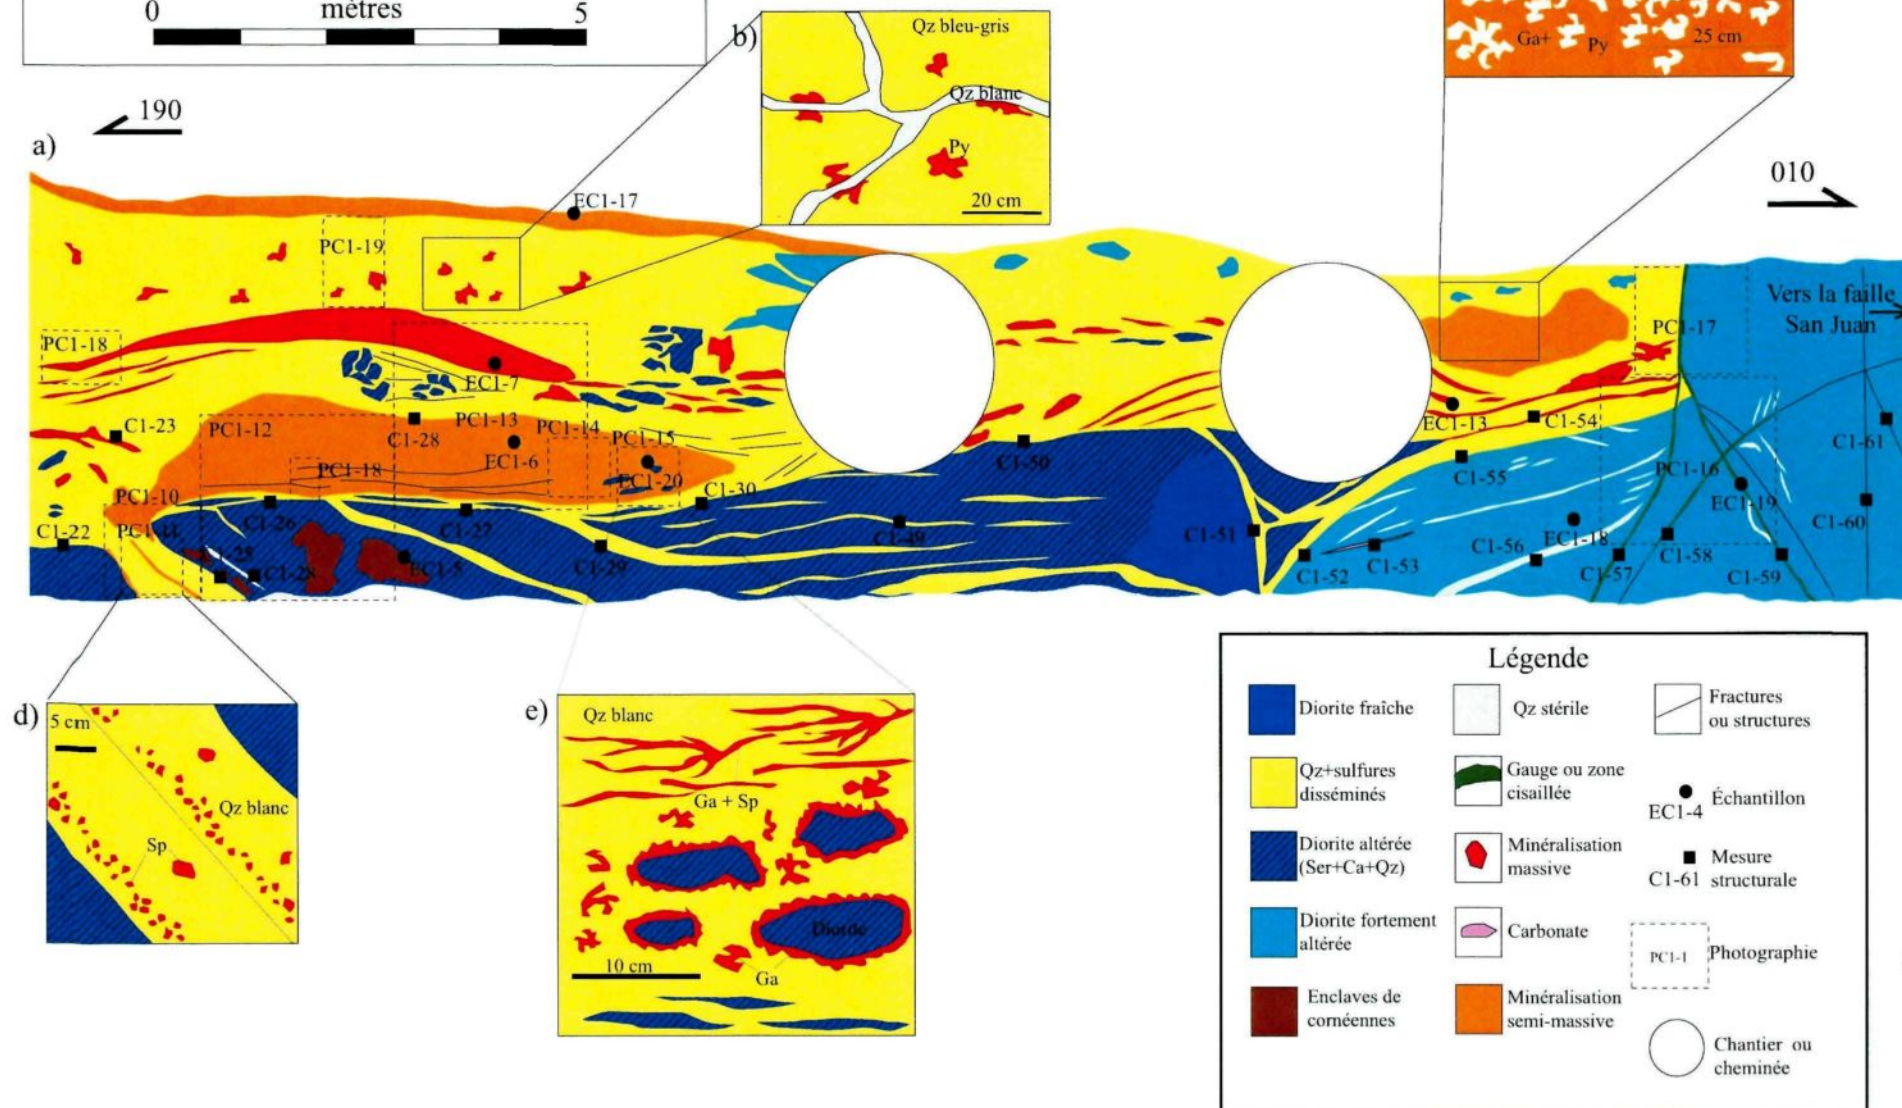 0 mètres 5
b)
Qz bleu-gris
Qz blanc
Py
20 cm
Ga+ Py 25 cm
190
010
a)
EC1-17
PC1-19
PC1-18
EC1-7
C1-23
PC1-12
C1-28
PC1-13
PC1-14
PC1-15
EC1-6
PC1-18
EC1-20
C1-30
PC1-10
PC1-11
C1-22
C1-26
C1-27
C1-28
EC1-5
C1-29
C1-49
C1-50
C1-51
C1-52
C1-53
EC1-13
C1-54
C1-55
C1-56
EC1-18
C1-57
C1-58
C1-59
PC1-16
EC1-19
PC1-17
Vers la faille
San Juan
C1-61
C1-60
d)
5 cm
Qz blanc
Sp
e)
Qz blanc
Ga + Sp
Diorite
10 cm
Ga
Légende
Diorite fraîche
Qz+sulfures
disséminés
Diorite altérée
(Ser+Ca+Qz)
Diorite fortement
altérée
Enclaves de
cornéennes
Qz stérile
Gauge ou zone
cisaillée
Minéralisation
massive
Carbonate
Minéralisation
semi-massive
Fractures
ou structures
EC1-4 Échantillon
Mesure
C1-61 structurale
PC1-1 Photographie
Chantier ou
cheminée